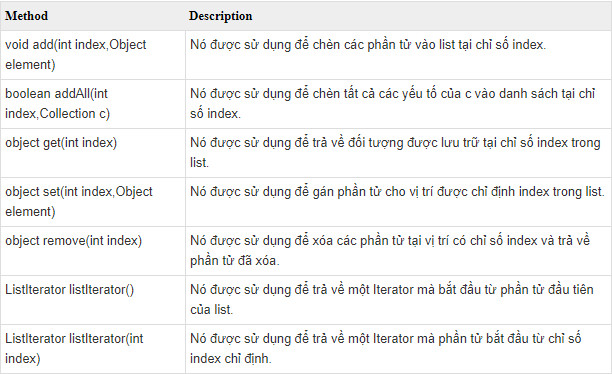 Method Description
void add(int index,Object Nó được sử dụng để chèn các phần tử vào list tại chỉ số index.
element)
boolean addAll(int Nó được sử dụng để chèn tất cả các yếu tố của c vào danh sách tại chỉ
index,Collection c) số index.
object get(int index) Nó được sử dụng để trả về đối tượng được lưu trữ tại chỉ số index trong
list.
object set(int index,Object Nó được sử dụng để gán phần tử cho vị trí được chỉ định index trong list.
element)
object remove(int index) Nó được sử dụng để xóa các phần tử tại vị trí có chỉ số index và trả về
phần tử đã xóa.
ListIterator listIterator() Nó được sử dụng để trả về một Iterator mà bắt đầu từ phần tử đầu tiên
của list.
ListIterator listIterator(int Nó được sử dụng để trả về một Iterator mà phần tử bắt đầu từ chỉ số
index) index chỉ định.